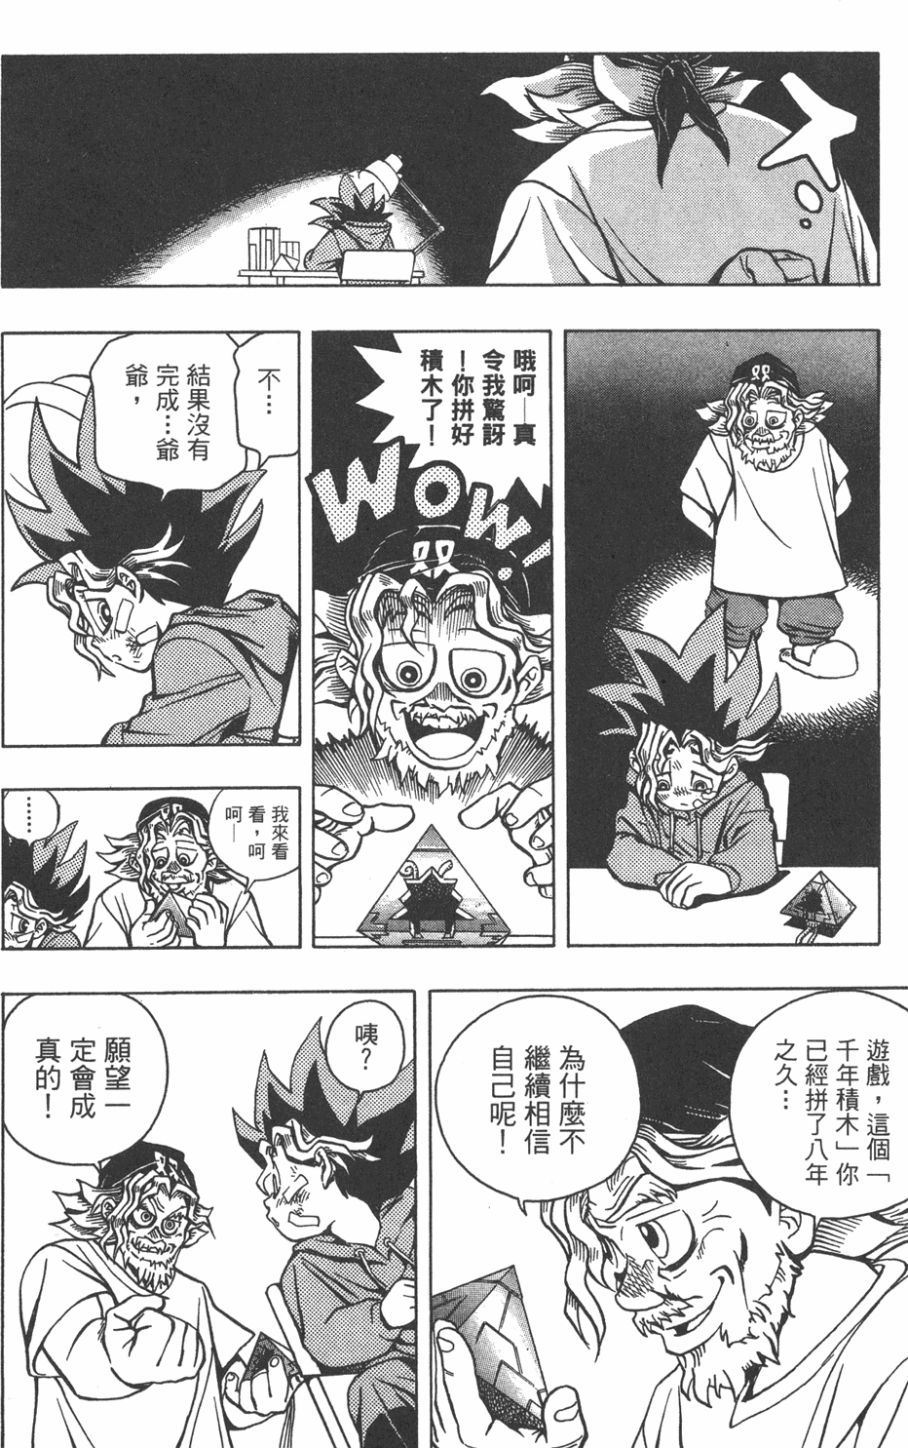 ス
哦呵─真
令我驚訝
！你拼好
積木了！
WOW!
不…
結果沒有
完成…爺
爺，
我來看
看，呵
呵─
……
遊戲，這個「
千年積木」你
已經拼了八年
之久…
為什麼不
繼續相信
自己呢！
咦?
願望一
定會成
真的！